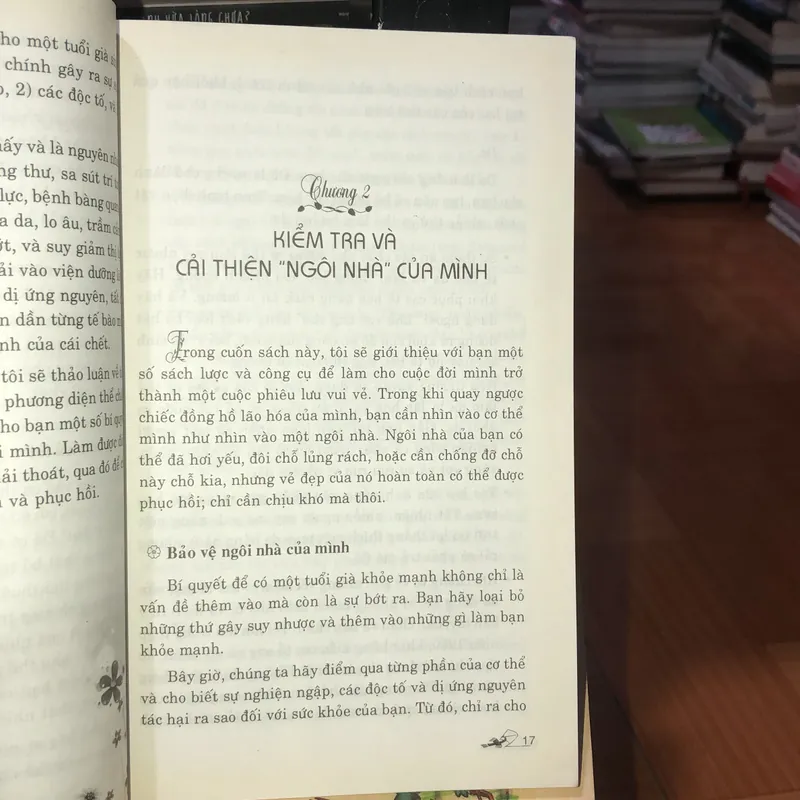 ho một tuổi già
chính gây ra sự
2) các độc tố,
hấy và là nguyên
thư, sa sút trí
lực, bệnh bàng
da, lo âu, trầm
và suy giảm thị
ải vào viện dưỡng
dị ứng nguyên, tất
n dần từng tế bào
nh của cái chết.
tôi sẽ thảo luận về
phương diện thể
ho bạn một số bí
i mình. Làm được
ải thoát, qua đó để
và phục hồi.
Chương 2
KIỂM TRA VÀ
CẢI THIỆN "NGÔI NHÀ" CỦA MÌNH
Trong cuốn sách này, tôi sẽ giới thiệu với bạn một
số sách lược và công cụ để làm cho cuộc đời mình trở
thành một cuộc phiêu lưu vui vẻ. Trong khi quay ngược
chiếc đồng hồ lão hóa của mình, bạn cần nhìn vào cơ thể
mình như nhìn vào một ngôi nhà. Ngôi nhà của bạn có
thể đã hơi yếu, đôi chỗ lủng rách, hoặc cần chống đỡ chỗ
này chỗ kia, nhưng vẻ đẹp của nó hoàn toàn có thể được
phục hồi; chỉ cần chịu khó mà thôi.
Bảo vệ ngôi nhà của mình
Bí quyết để có một tuổi già khỏe mạnh không chỉ là
vấn đề thêm vào mà còn là sự bớt ra. Bạn hãy loại bỏ
những thứ gây suy nhược và thêm vào những gì làm bạn
khỏe mạnh.
Bây giờ, chúng ta hãy điểm qua từng phần của cơ thể
và cho biết sự nghiện ngập, các độc tố và dị ứng nguyên
tác hại ra sao đối với sức khỏe của bạn. Từ đó, chỉ ra cho
17